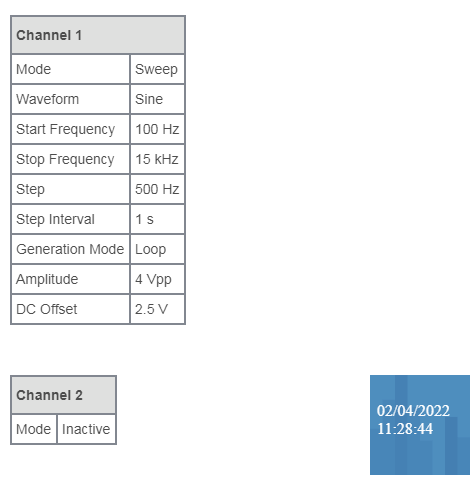 Channel 1
Mode Sweep
Waveform Sine
Start Frequency 100 Hz
Stop Frequency 15 kHz
Step 500 Hz
Step Interval 1 s
Generation Mode Loop
Amplitude 4 Vpp
DC Offset 2.5 V
Channel 2
Mode Inactive
02/04/2022
11:28:44